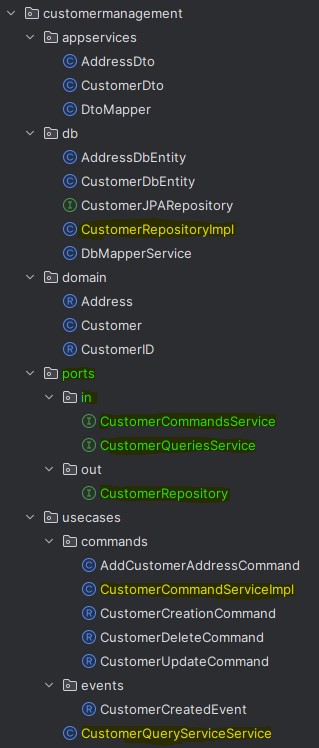 customermanagement
appservices
AddressDto
CustomerDto
DtoMapper
db
AddressDbEntity
CustomerDbEntity
CustomerJPARepository
CustomerRepositoryImpl
DbMapperService
domain
Address
Customer
CustomerID
ports
in
CustomerCommandsService
CustomerQueriesService
out
CustomerRepository
usecases
commands
AddCustomerAddressCommand
CustomerCommandServiceImpl
CustomerCreationCommand
CustomerDeleteCommand
CustomerUpdateCommand
events
CustomerCreatedEvent
CustomerQueryServiceService